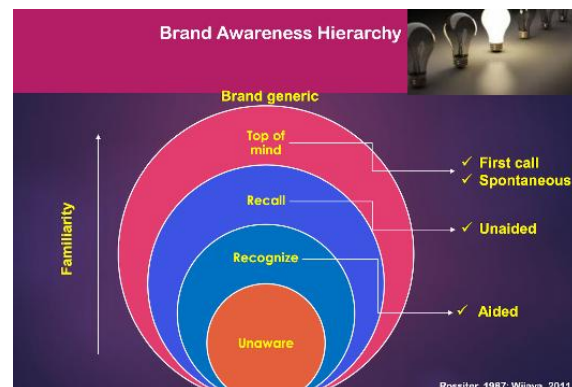 Brand Awareness Hierarchy
Brand generic
Top of
mind
✓ First call
✓ Spontaneous
Recall
✓ Unaided
Recognize
✓ Aided
Unaware
Familiarity
Rossiter, 1987; Wijaya, 2011